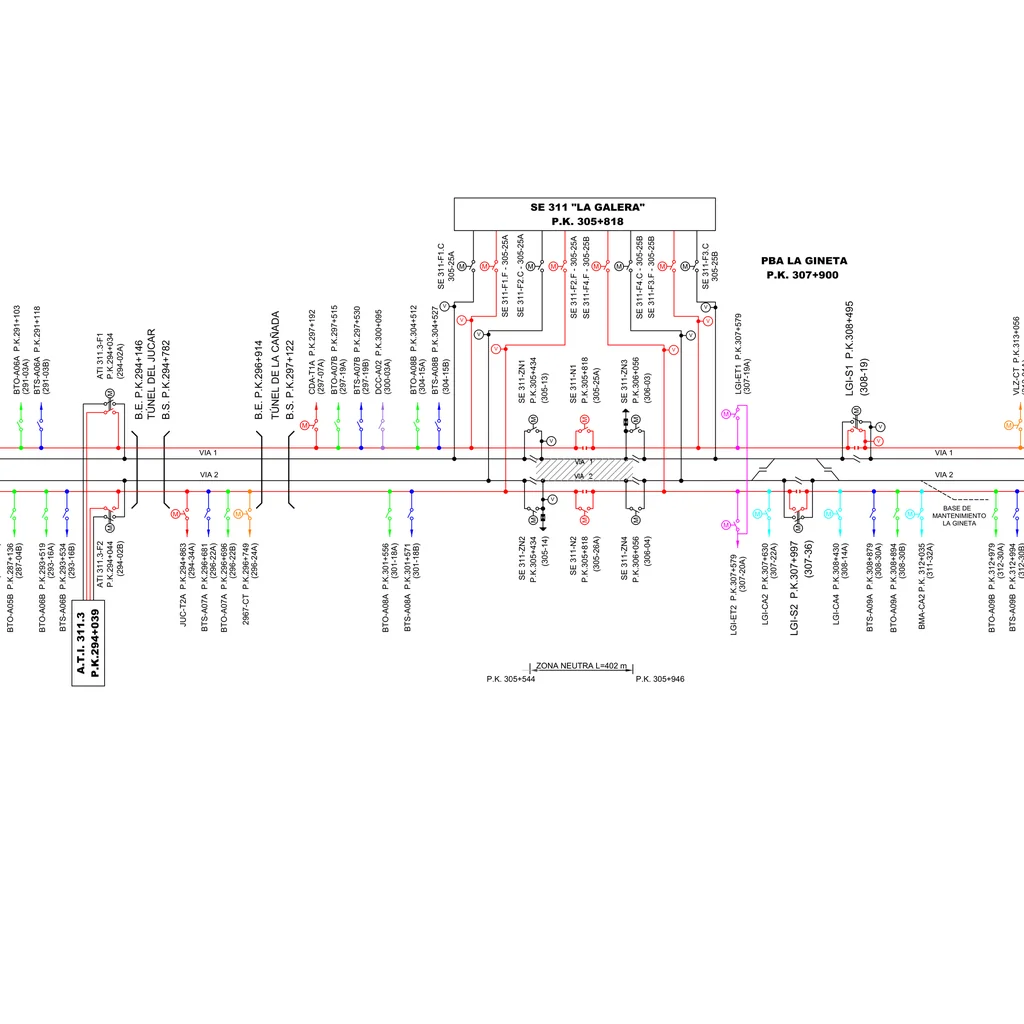 SE 311 "LA GALERA"
P.K. 305+818
SE 311-F1.C
305-25A
SE 311-F1.F - 305-25A
SE 311-F2.C - 305-25A
SE 311-F2.F - 305-25A
SE 311-F4.F - 305-25B
SE 311-F4.C - 305-25B
SE 311-F3.F - 305-25B
SE 311-F3.C
305-25B
PBA LA GINETA
P.K. 307+900
BTO-A06A P.K.291+103
(291-03A)
BTS-A06A P.K.291+118
(291-03B)
ATI 311.3-F1
P.K.294+034
(294-02A)
B.E. P.K.294+146
TÚNEL DEL JUCAR
B.S. P.K.294+782
B.E. P.K.296+914
TÚNEL DE LA CAÑADA
B.S. P.K.297+122
CDA-T1A P.K.297+192
(297-07A)
BTO-A07B P.K.297+515
(297-19A)
BTS-A07B P.K.297+530
(297-19B)
DCC-A02 P.K.300+095
(300-03A)
BTO-A08B P.K.304+512
(304-15A)
BTS-A08B P.K.304+527
(304-15B)
SE 311-ZN1
P.K.305+434
(305-13)
SE 311-N1
P.K.305+818
(305-25A)
SE 311-ZN3
P.K.306+056
(306-03)
LGI-ET1 P.K.307+579
(307-19A)
LGI-S1 P.K.308+495
(308-19)
VLZ-CT P.K.313+056
M M M M M M M M
V V V V V V V V
M M M M M M M M
V V V
VIA 1
VIA 1
VIA 1
VIA 2
VIA 2
VIA 2
M M M M M M M M M M M
V
BASE DE
MANTENIMIENTO
LA GINETA
BTO-A05B P.K.287+136
(287-04B)
BTO-A06B P.K.293+519
(293-16A)
BTS-A06B P.K.293+534
(293-16B)
ATI 311.3-F2
P.K.294+044
(294-02B)
JUC-T2A P.K.294+863
(294-34A)
BTS-A07A P.K.296+681
(296-22A)
BTO-A07A P.K.296+696
(296-22B)
2967-CT P.K.296+749
(296-24A)
BTO-A08A P.K.301+556
(301-18A)
BTS-A08A P.K.301+571
(301-18B)
SE 311-ZN2
P.K.305+434
(305-14)
SE 311-N2
P.K.305+818
(305-26A)
SE 311-ZN4
P.K.306+056
(306-04)
LGI-ET2 P.K.307+579
(307-20A)
LGI-CA2 P.K.307+630
(307-22A)
LGI-S2 P.K.307+997
(307-36)
LGI-CA4 P.K.308+430
(308-14A)
BTS-A09A P.K.308+879
(308-30A)
BTO-A09A P.K.308+894
(308-30B)
BMA-CA2 P.K. 312+035
(311-32A)
BTO-A09B P.K.312+979
(312-30A)
BTS-A09B P.K.312+994
(312-30B)
A.T.I. 311.3
P.K.294+039
ZONA NEUTRA L=402 m
P.K. 305+544
P.K. 305+946